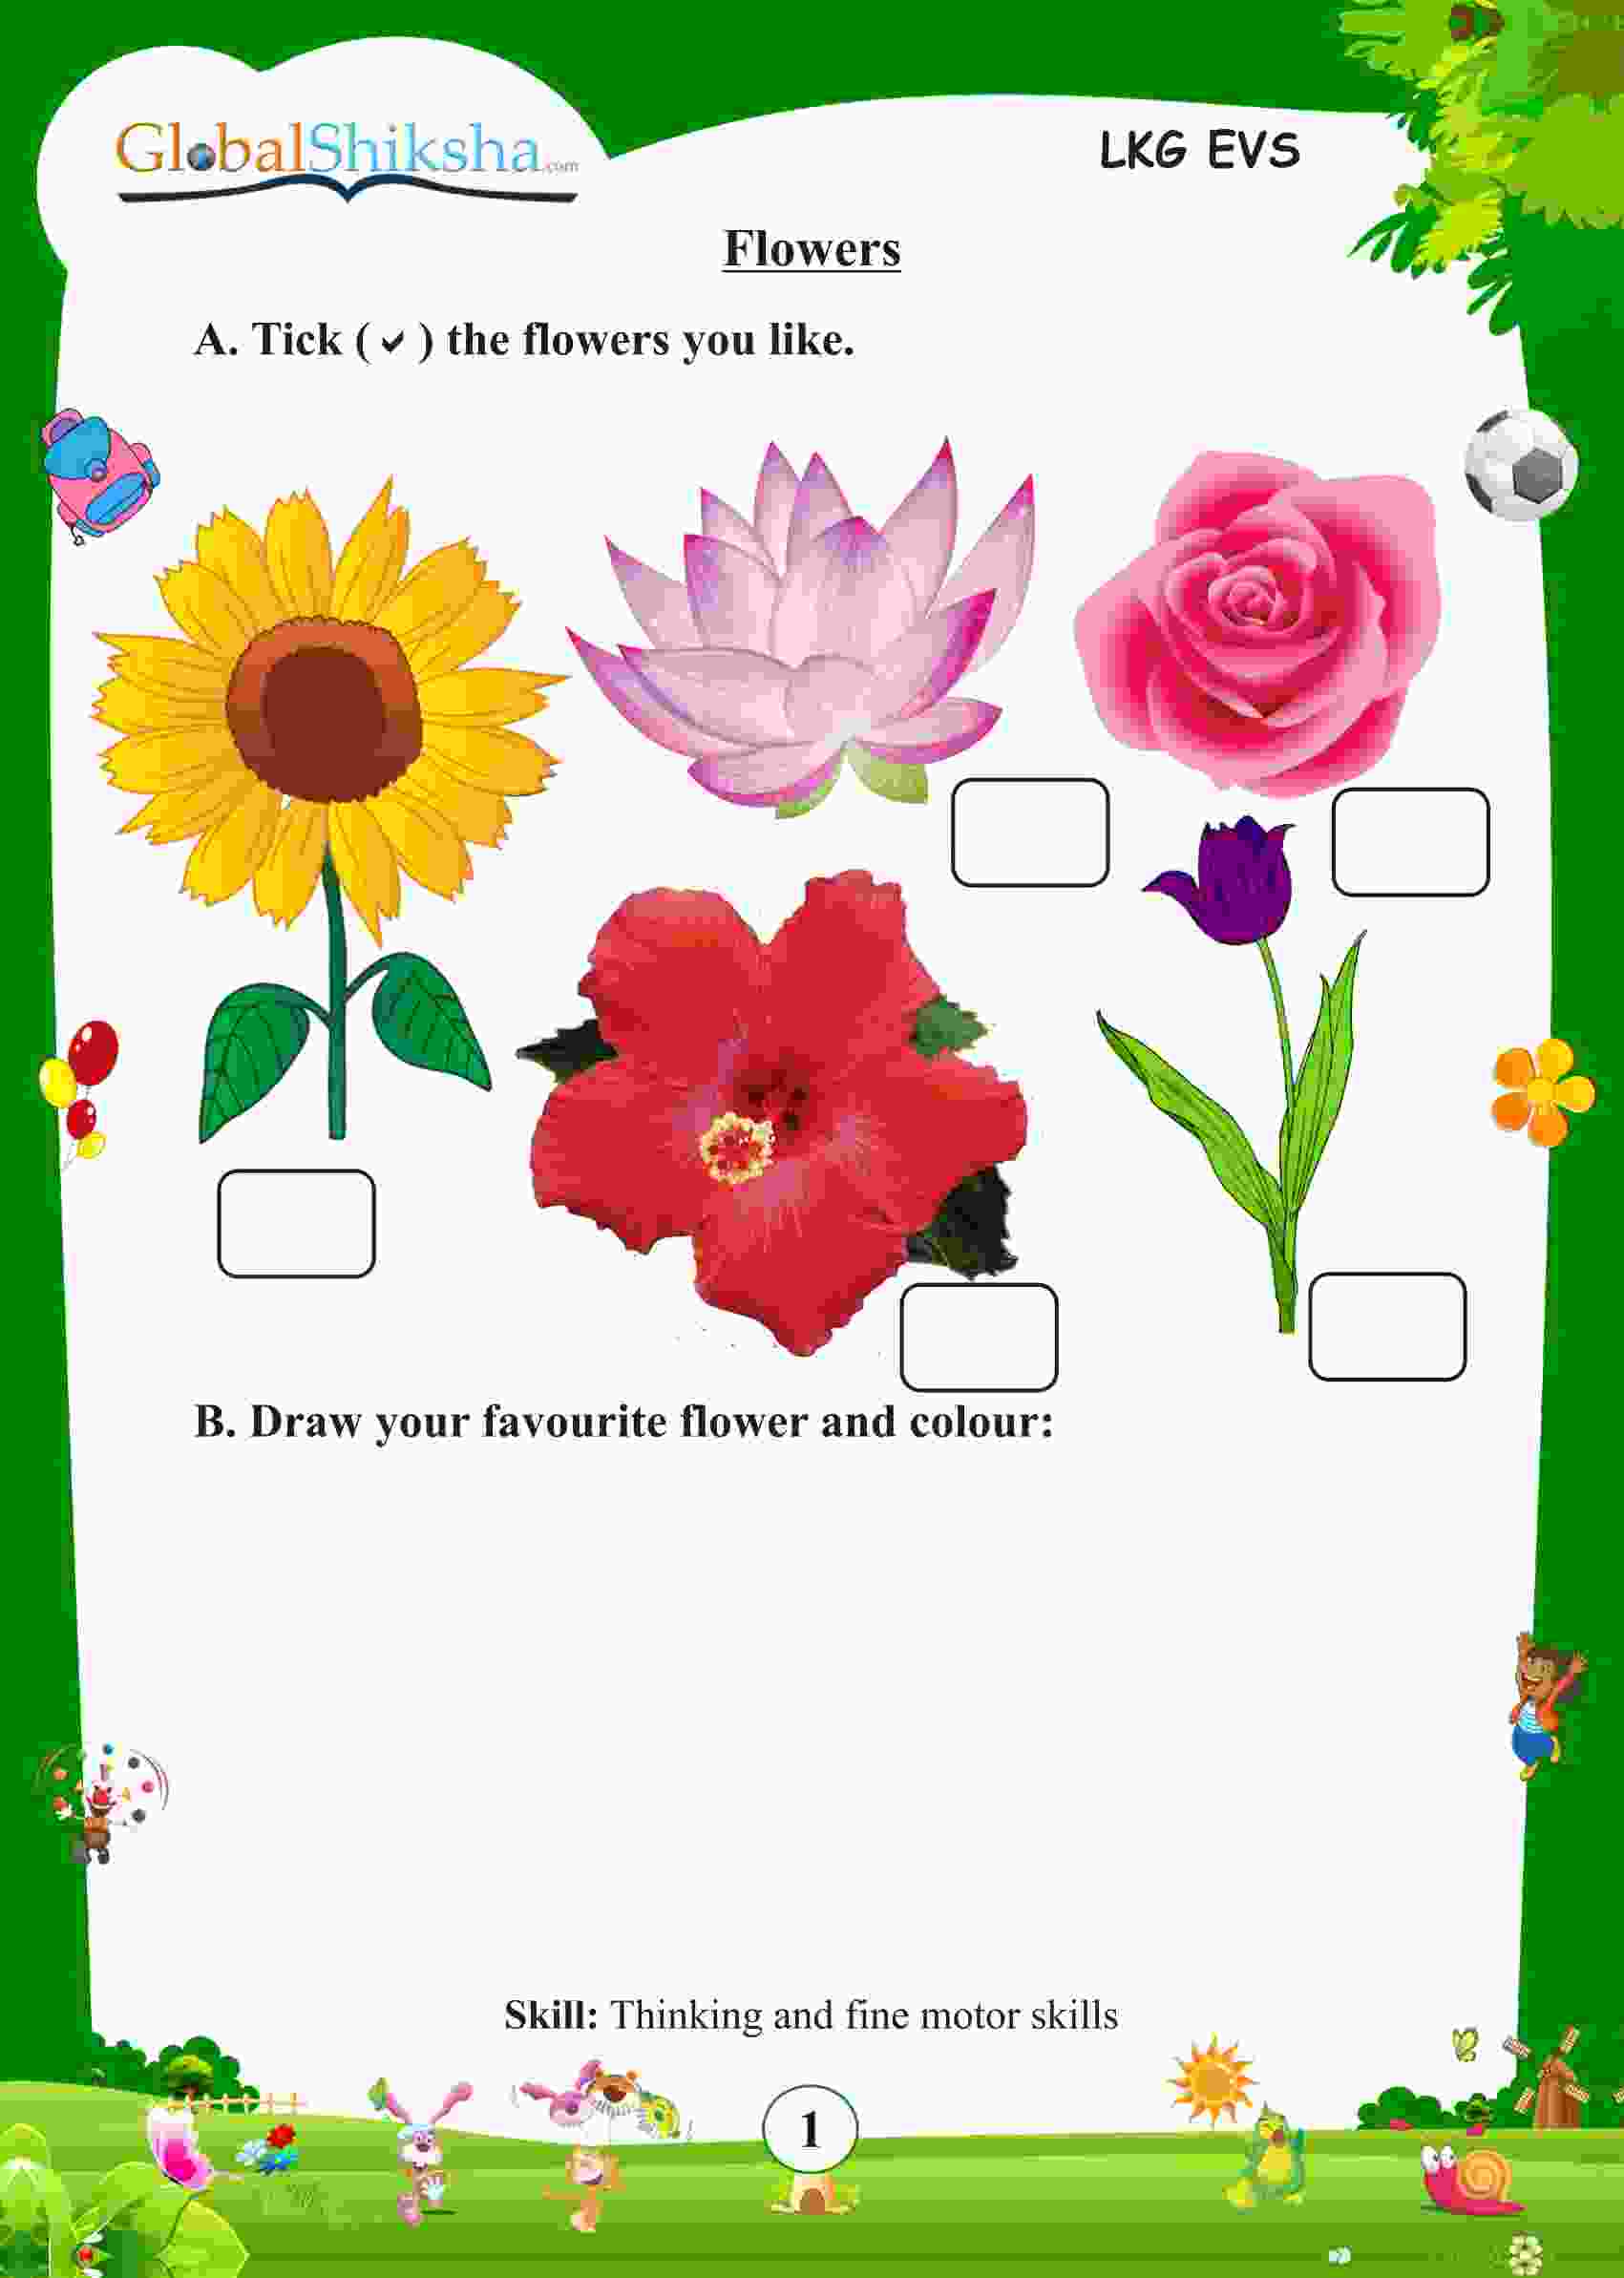 GlobalShiksha.com
LKG EVS
Flowers
A. Tick ( ✓ ) the flowers you like.
B. Draw your favourite flower and colour:
Skill: Thinking and fine motor skills
1